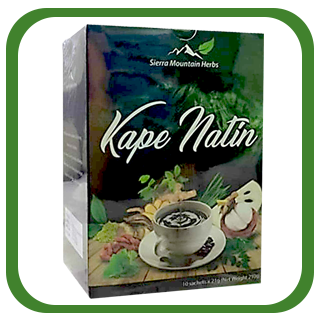 Sierra Mountain Herbs
Kape Natin
10 sachets x 21g (Net Weight 210g)